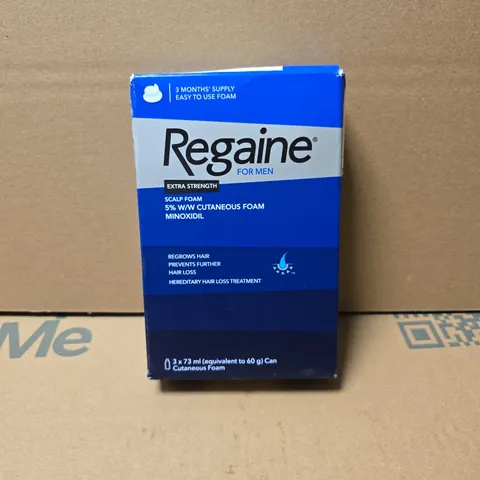 3 MONTHS' SUPPLY
EASY TO USE FOAM
Regaine®
FOR MEN
EXTRA STRENGTH
SCALP FOAM
5% W/W CUTANEOUS FOAM
MINOXIDIL
REGROWS HAIR
PREVENTS FURTHER
HAIR LOSS
HEREDITARY HAIR LOSS TREATMENT
3 x 73 ml (equivalent to 60 g) Can
Cutaneous Foam
Me